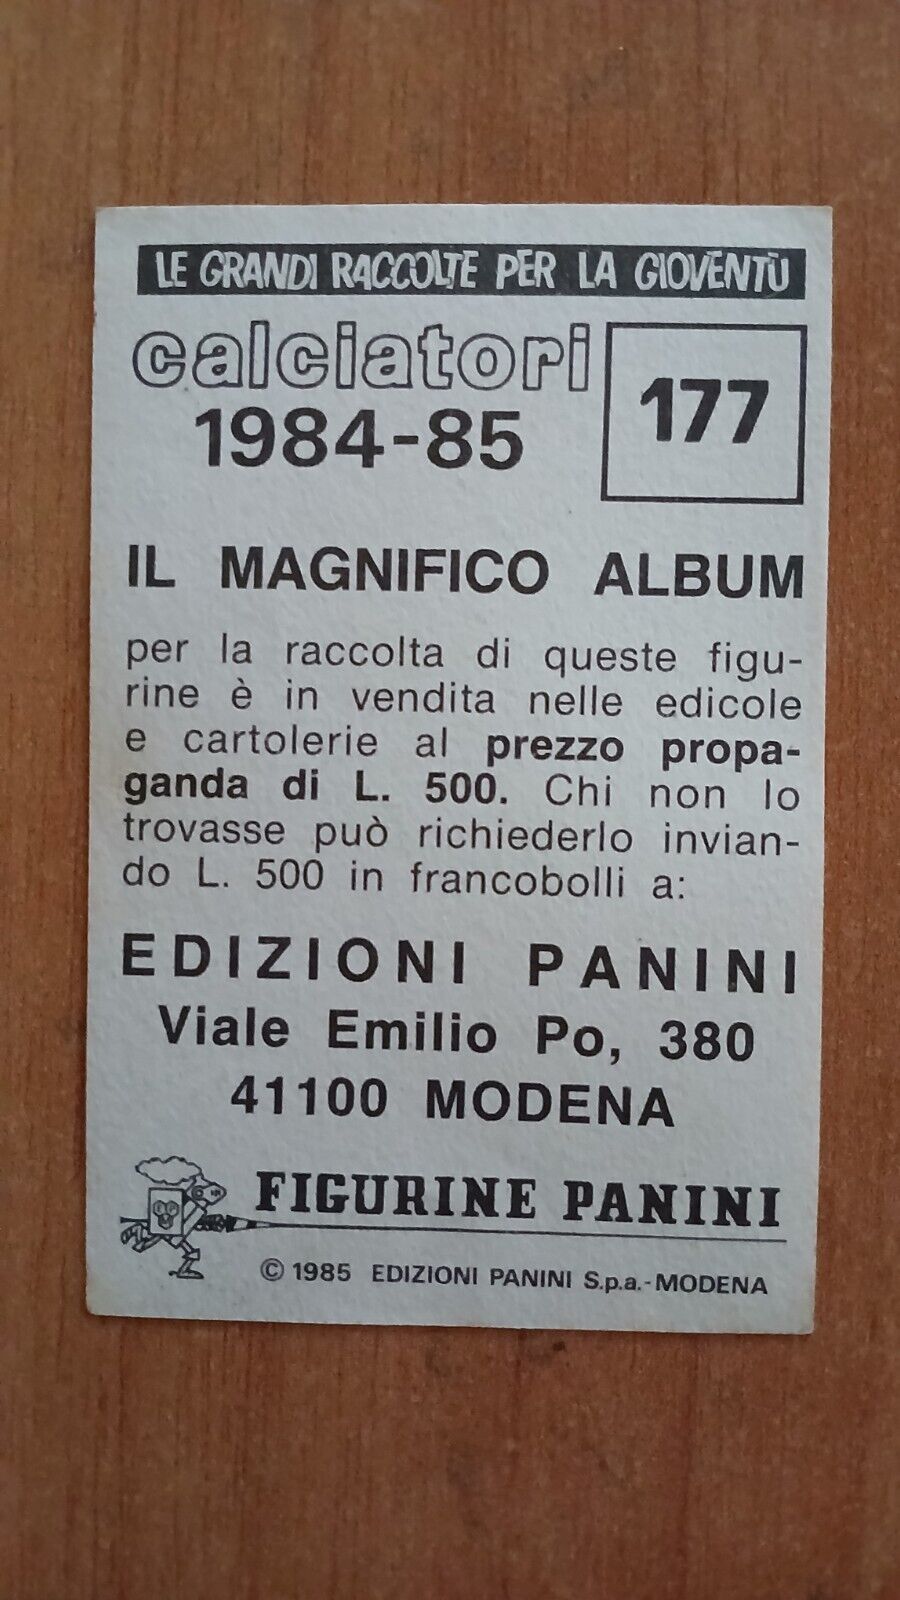 LE GRANDI RACCOLTE PER LA GIOVENTÙ
calciatori
1984-85
177
IL MAGNIFICO ALBUM
per la raccolta di queste figu-
rine è in vendita nelle edicole
e cartolerie al prezzo propa-
ganda di L. 500. Chi non lo
trovasse può richiederlo invian-
do L. 500 in francobolli a:
EDIZIONI PANINI
Viale Emilio Po, 380
41100 MODENA
FIGURINE PANINI
© 1985 EDIZIONI PANINI S.p.a.-MODENA